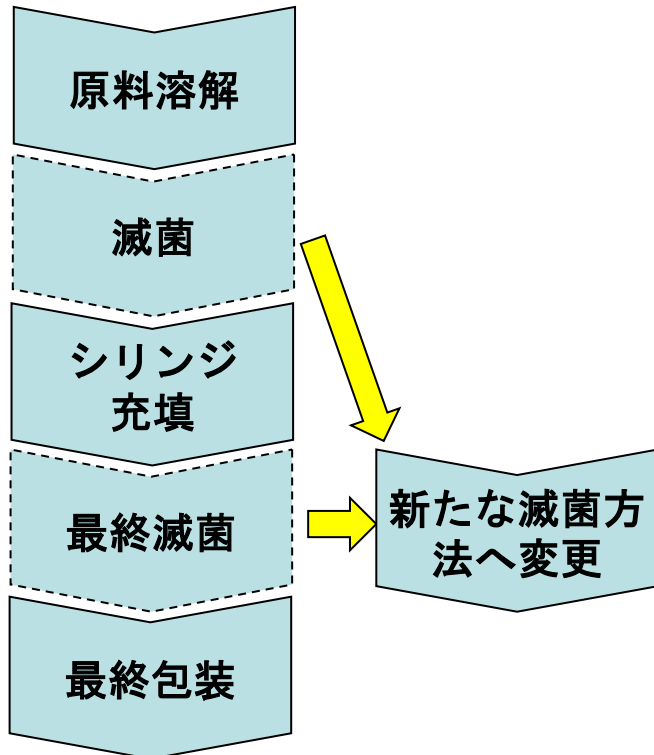 原料溶解
滅菌
シリンジ
充填
最終滅菌
新たな滅菌方
法へ変更
最終包装